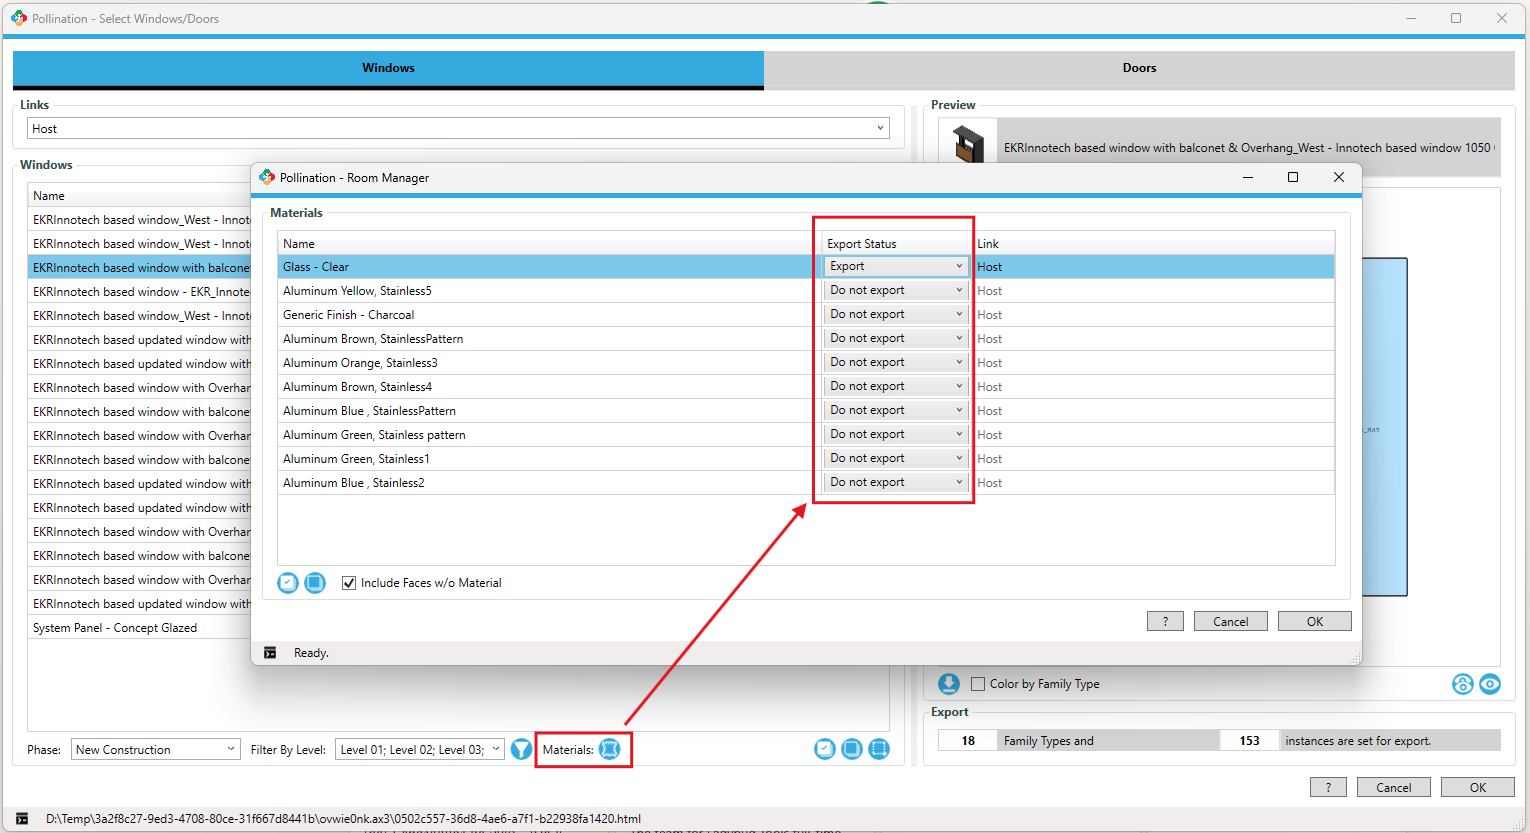 Pollination - Select Windows/Doors
Windows
Doors
Links
Host
Preview
EKRInnotech based window with balconet & Overhang_West - Innotech based window 1050
Windows
Name
EKRInnotech based window_West - Innot
EKRInnotech based window_West - Innot
EKRInnotech based window with balcone
EKRInnotech based window - EKR_Innote
EKRInnotech based window_West - Innot
EKRInnotech based updated window with
EKRInnotech based updated window with
EKRInnotech based window with Overhar
EKRInnotech based window with balcone
EKRInnotech based window with Overhar
EKRInnotech based window with balcone
EKRInnotech based updated window with
EKRInnotech based updated window with
EKRInnotech based window with Overhar
EKRInnotech based window with balcone
EKRInnotech based window with Overhar
EKRInnotech based updated window with
System Panel - Concept Glazed
Pollination - Room Manager
Materials
Name Export Status Link
Glass - Clear Export Host
Aluminum Yellow, Stainless5 Do not export Host
Generic Finish - Charcoal Do not export Host
Aluminum Brown, StainlessPattern Do not export Host
Aluminum Orange, Stainless3 Do not export Host
Aluminum Brown, Stainless4 Do not export Host
Aluminum Blue , StainlessPattern Do not export Host
Aluminum Green, Stainless pattern Do not export Host
Aluminum Green, Stainless1 Do not export Host
Aluminum Blue , Stainless2 Do not export Host
Include Faces w/o Material
? Cancel OK
Ready.
Color by Family Type
Export
18 Family Types and 153 instances are set for export.
Phase: New Construction Filter By Level: Level 01; Level 02; Level 03; Materials:
? Cancel OK
D:\Temp\3a2f8c27-9ed3-4708-80ce-31f667d8441b\ovwie0nk.ax3\0502c557-36d8-4ae6-a7f1-b22938fa1420.html